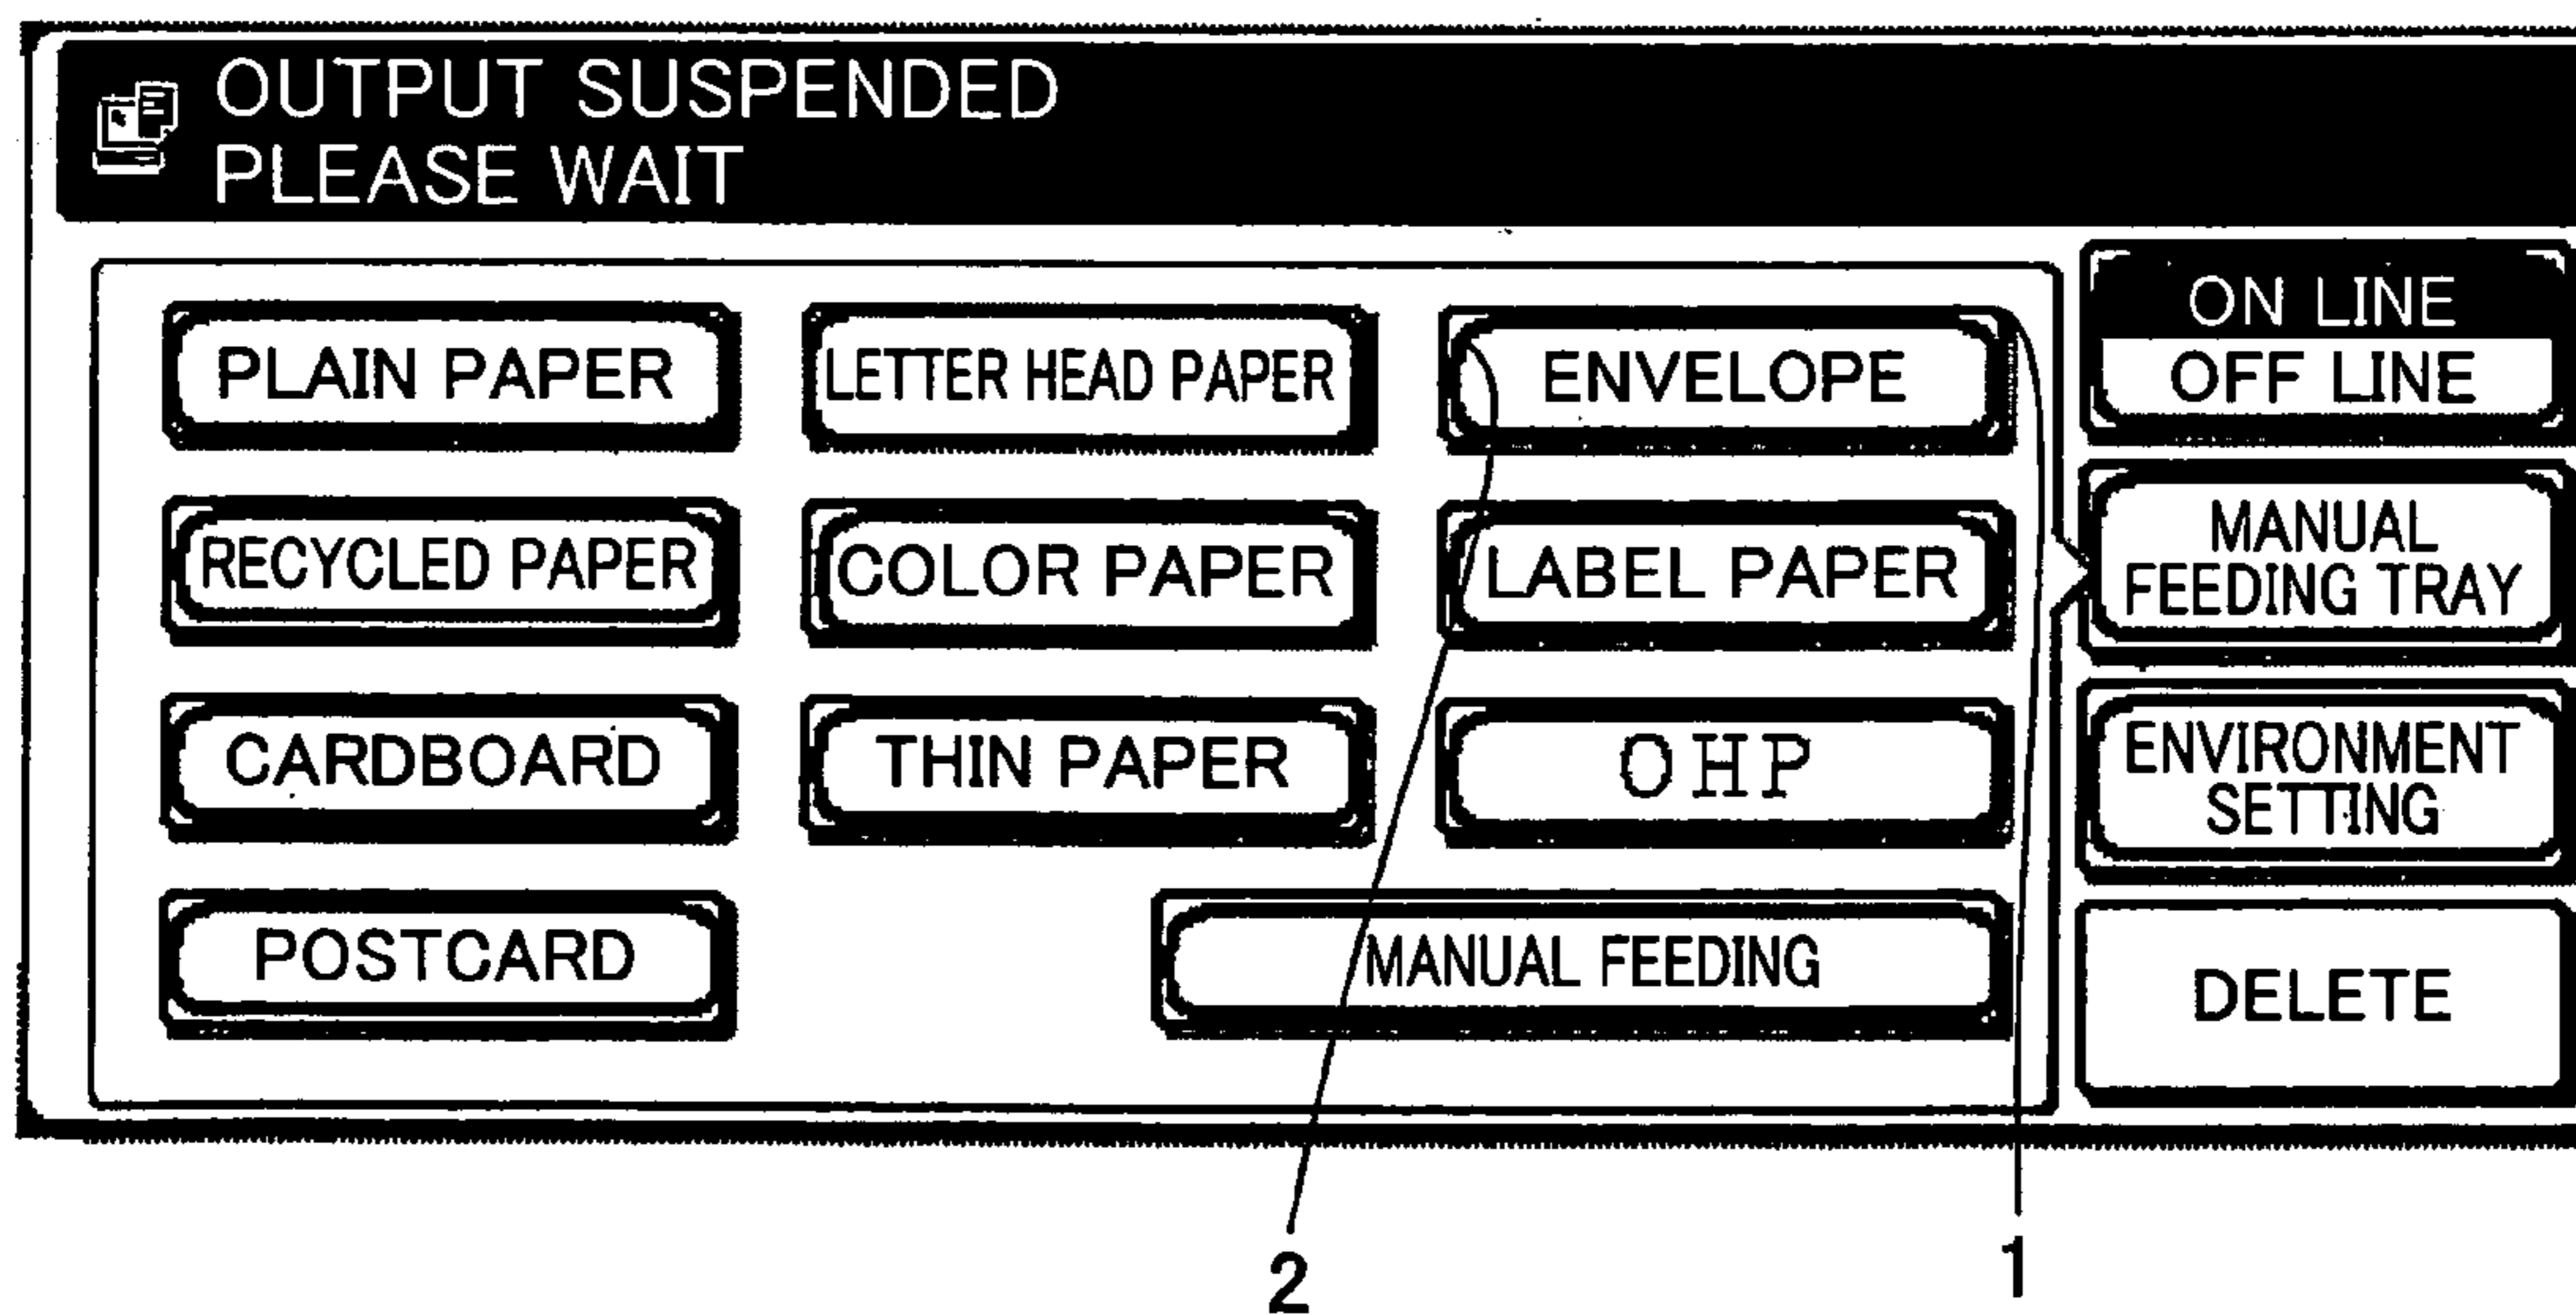 OUTPUT SUSPENDED
PLEASE WAIT
PLAIN PAPER
LETTER HEAD PAPER
ENVELOPE
ON LINE
OFF LINE
RECYCLED PAPER
COLOR PAPER
LABEL PAPER
MANUAL
FEEDING TRAY
CARDBOARD
THIN PAPER
OHP
ENVIRONMENT
SETTING
POSTCARD
MANUAL FEEDING
DELETE
2
1